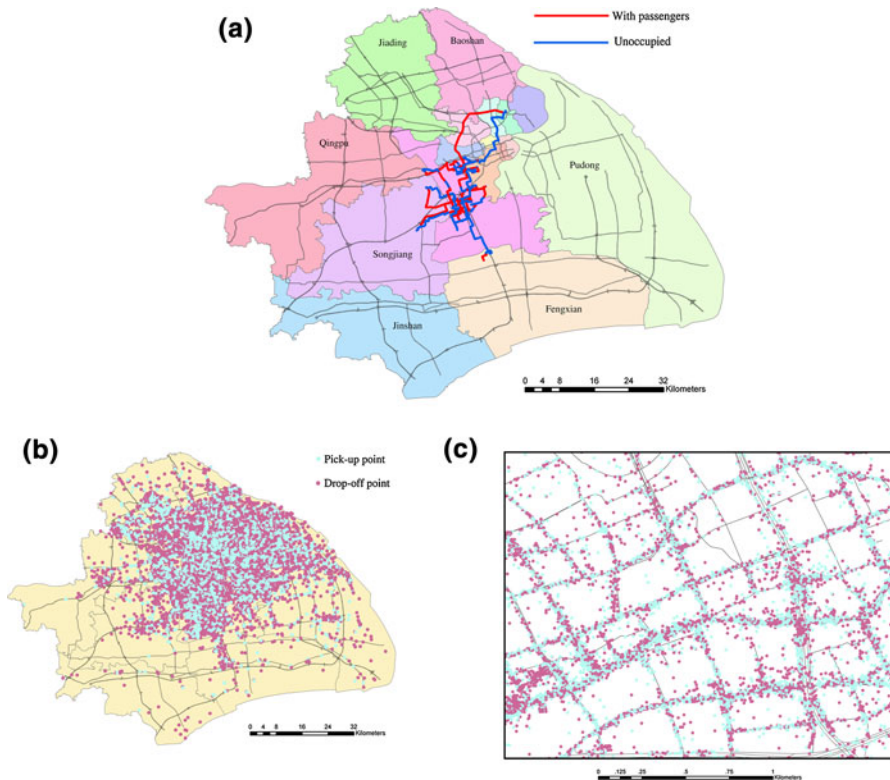 (a)
With passengers
Unoccupied
Jiading
Baoshan
Qingpu
Pudong
Songjiang
Jinshan
Fengxian
0 4 8 16 24 32
Kilometers
(b)
Pick-up point
Drop-off point
0 4 8 16 24 32
Kilometers
(c)
0 .125 .25 .5 .75 1
Kilometers